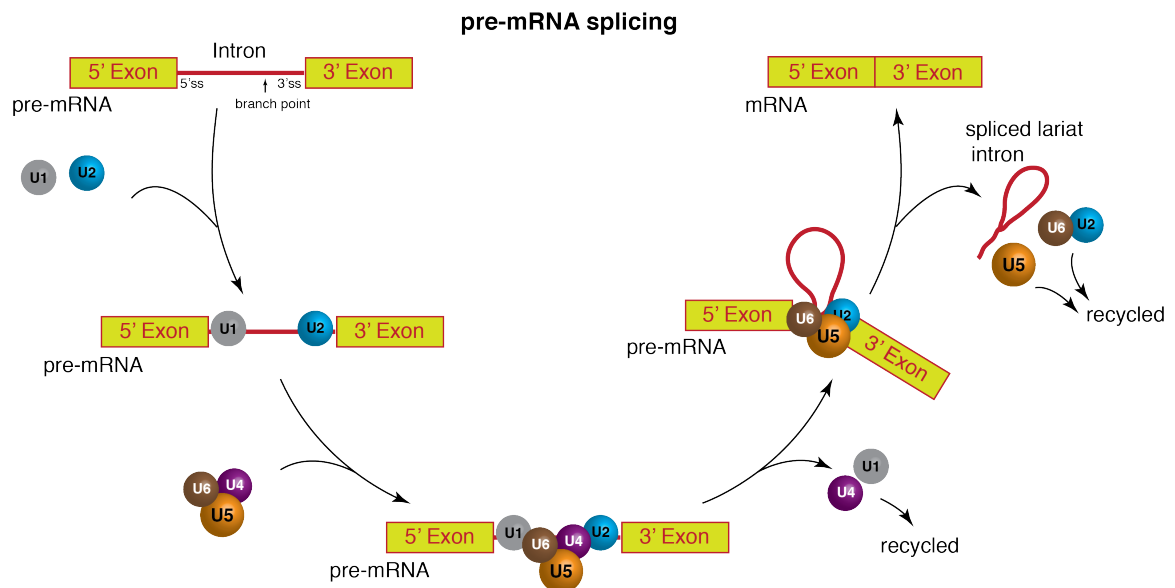 pre-mRNA splicing
Intron
5’ Exon
5'ss
3'ss
3’ Exon
branch point
pre-mRNA
U1
U2
5’ Exon
U1
U2
3’ Exon
pre-mRNA
U6
U4
U5
5’ Exon
U1
U6
U4
U2
3’ Exon
U5
pre-mRNA
U1
U4
recycled
5’ Exon
U6
U2
U5
3’ Exon
pre-mRNA
5’ Exon
3’ Exon
mRNA
spliced lariat
intron
U6
U2
U5
recycled